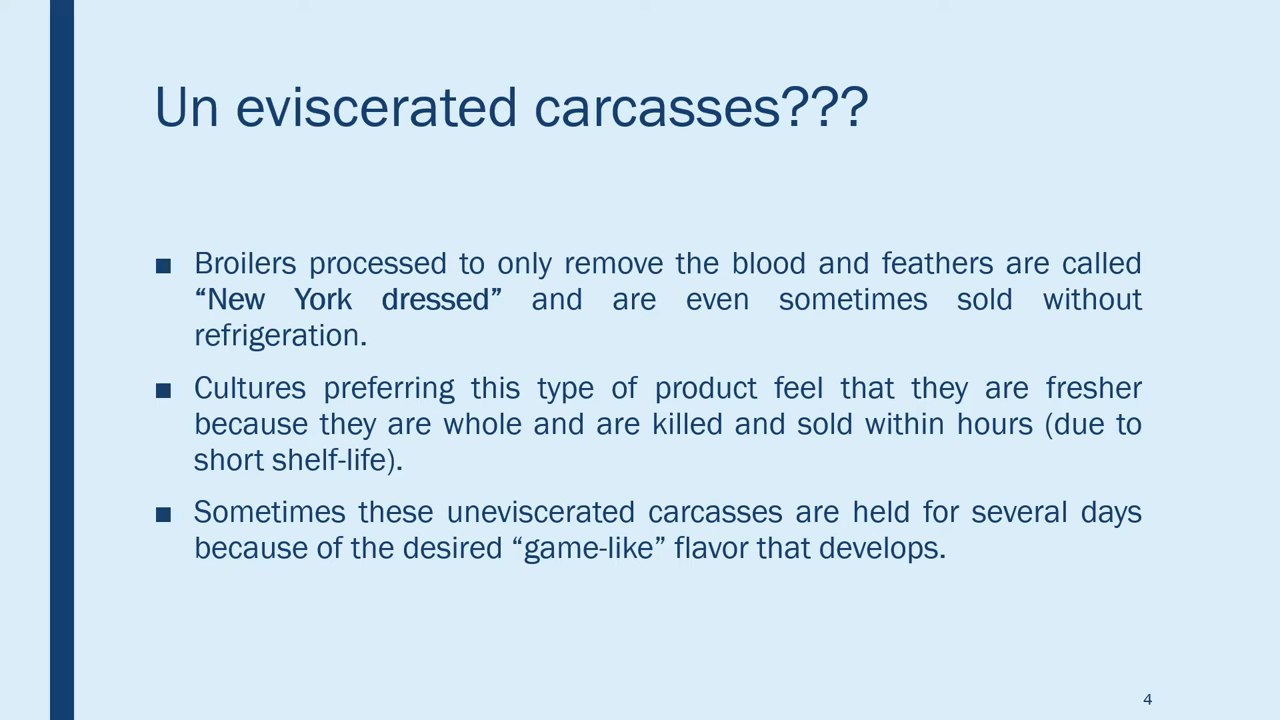 Un eviscerated carcasses???
■ Broilers processed to only remove the blood and feathers are called
“New York dressed” and are even sometimes sold without
refrigeration.
■ Cultures preferring this type of product feel that they are fresher
because they are whole and are killed and sold within hours (due to
short shelf-life).
■ Sometimes these uneviscerated carcasses are held for several days
because of the desired “game-like” flavor that develops.
4